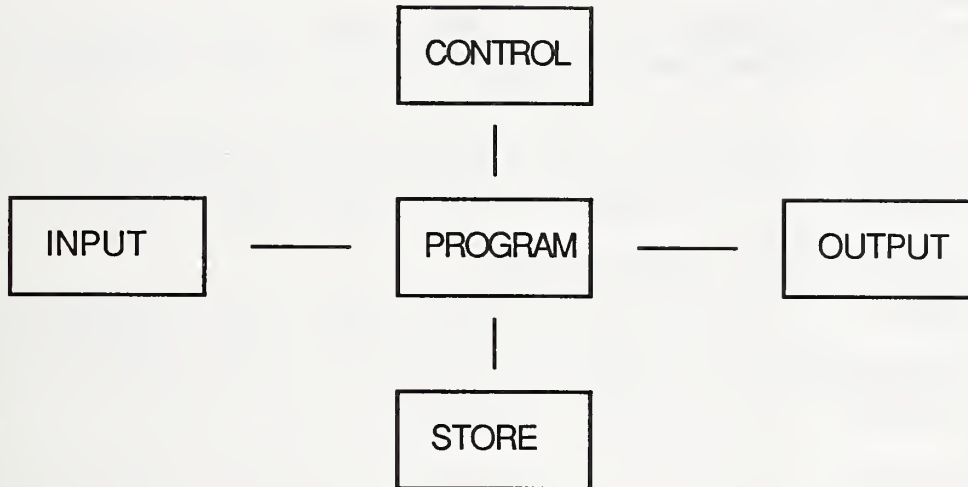 CONTROL
INPUT
PROGRAM
OUTPUT
STORE